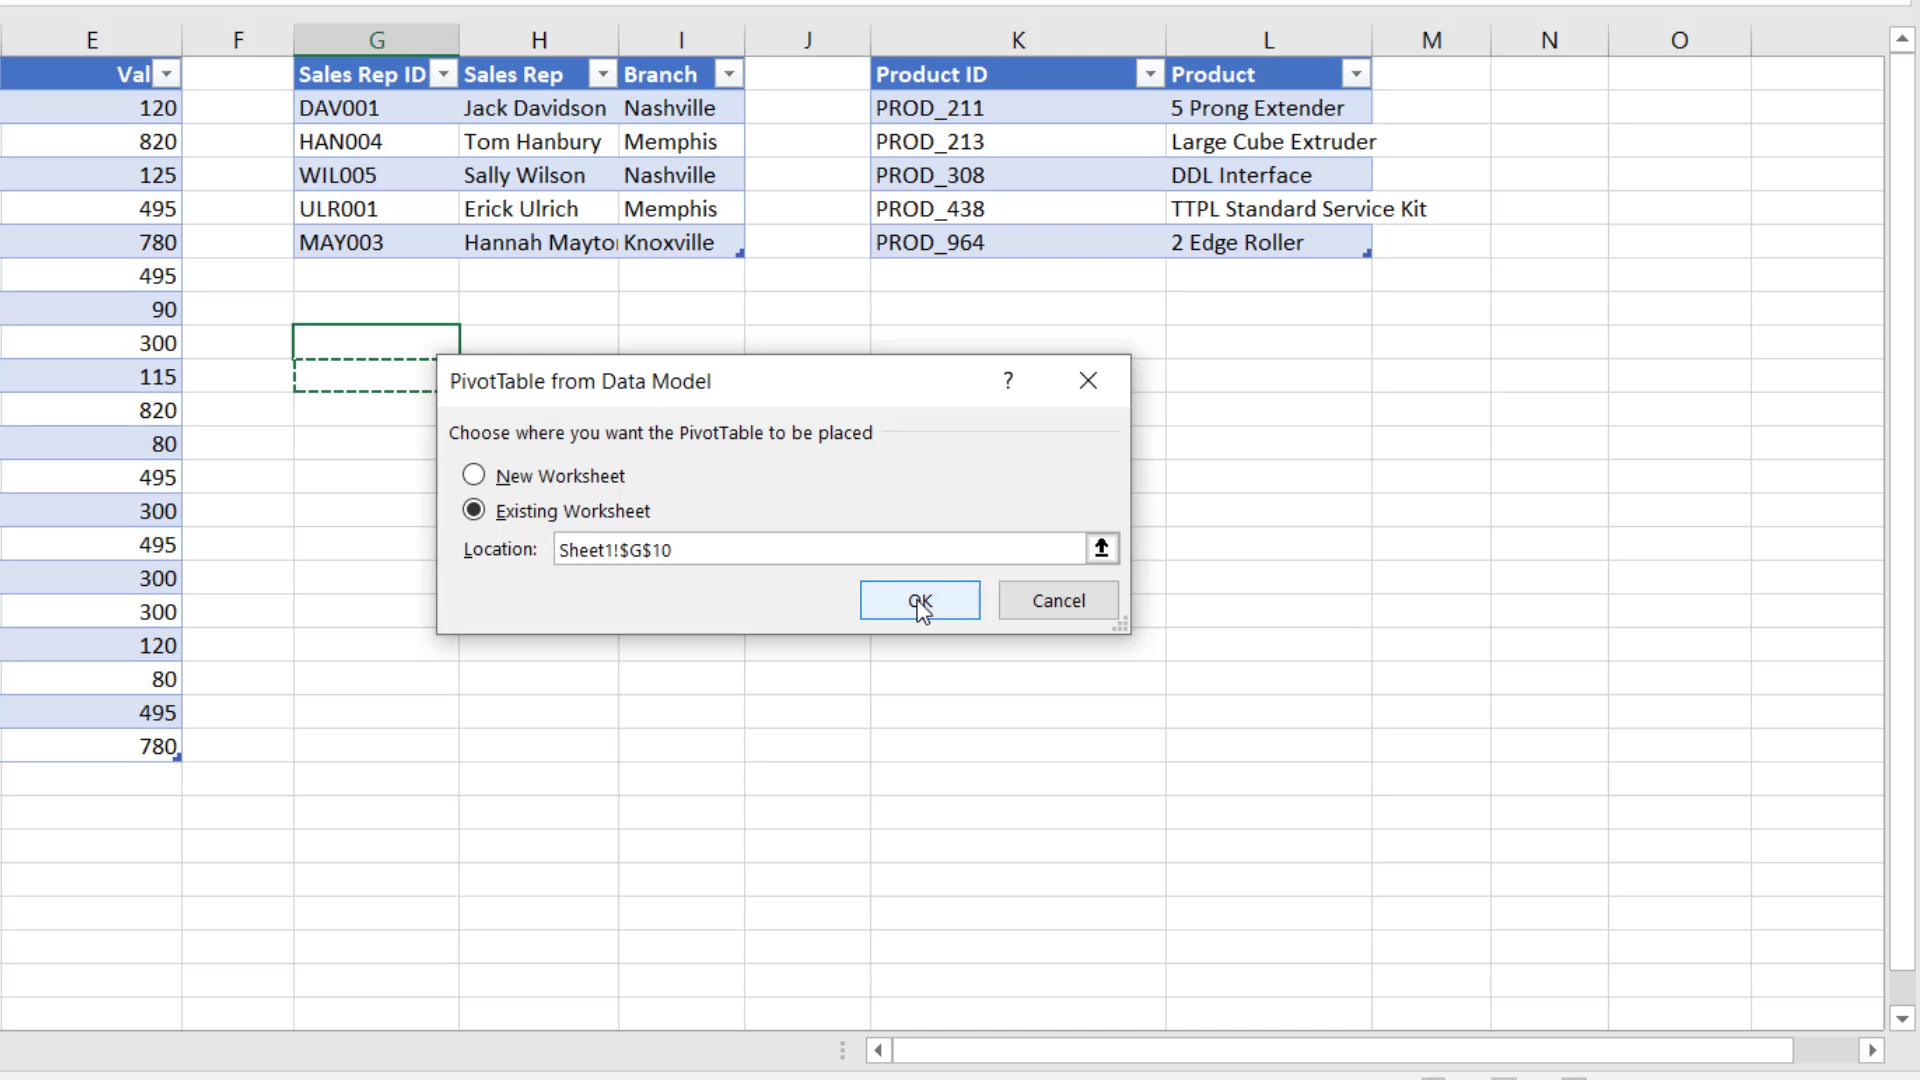 E F G H I J K L M N O
Val Sales Rep ID Sales Rep Branch Product ID Product
120 DAV001 Jack Davidson Nashville PROD_211 5 Prong Extender
820 HAN004 Tom Hanbury Memphis PROD_213 Large Cube Extruder
125 WIL005 Sally Wilson Nashville PROD_308 DDL Interface
495 ULR001 Erick Ulrich Memphis PROD_438 TTPL Standard Service Kit
780 MAY003 Hannah Mayto Knoxville PROD_964 2 Edge Roller
495
90
300
115
820
80
495
300
495
300
300
120
80
495
780
PivotTable from Data Model ?
Choose where you want the PivotTable to be placed
New Worksheet
Existing Worksheet
Location: Sheet1!$G$10
OK Cancel